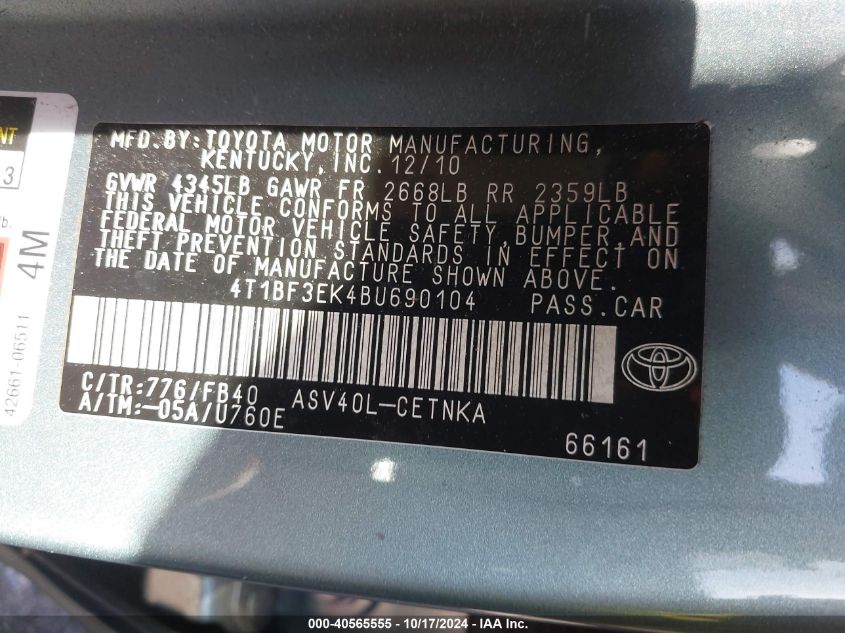 MFD.BY:TOYOTA MOTOR MANUFACTURING,
KENTUCKY,INC.12/10
GVWR 4345LB GAWR FR 2668LB RR 2359LB
THIS VEHICLE CONFORMS TO ALL APPLICABLE
FEDERAL MOTOR VEHICLE SAFETY,BUMPER,AND
THEFT PREVENTION STANDARDS IN EFFECT ON
THE DATE OF MANUFACTURE SHOWN ABOVE.
4T1BF3EK4BU690104 PASS.CAR
C/TR:776/FB40 ASV40L-CETNKA
A/TM:-05A/U760E
66161
NT
3
lb.
4M
42661-06511
000-40565555 - 10/17/2024 - IAA Inc.